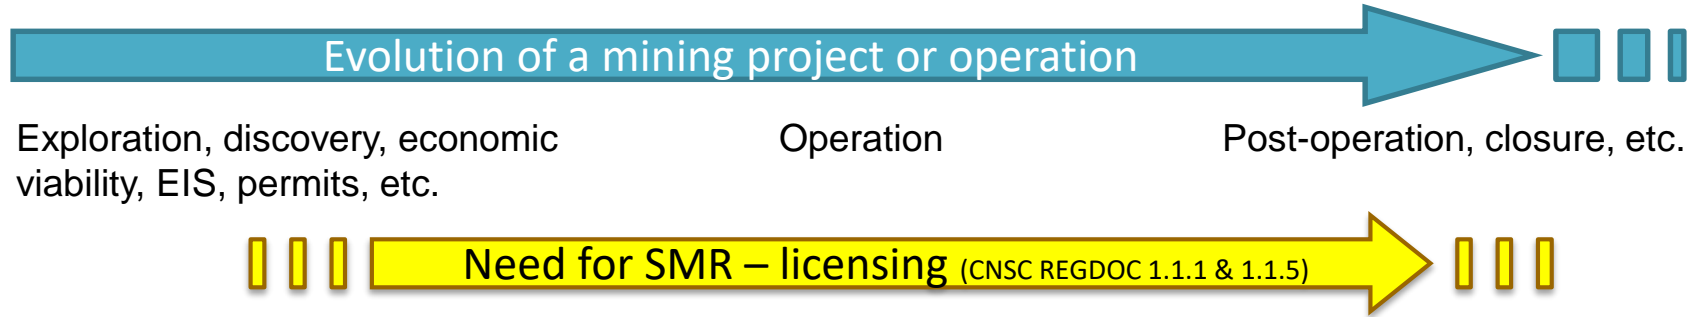 Evolution of a mining project or operation
Exploration, discovery, economic
viability, EIS, permits, etc.
Operation
Post-operation, closure, etc.
Need for SMR – licensing (CNSC REGDOC 1.1.1 & 1.1.5)